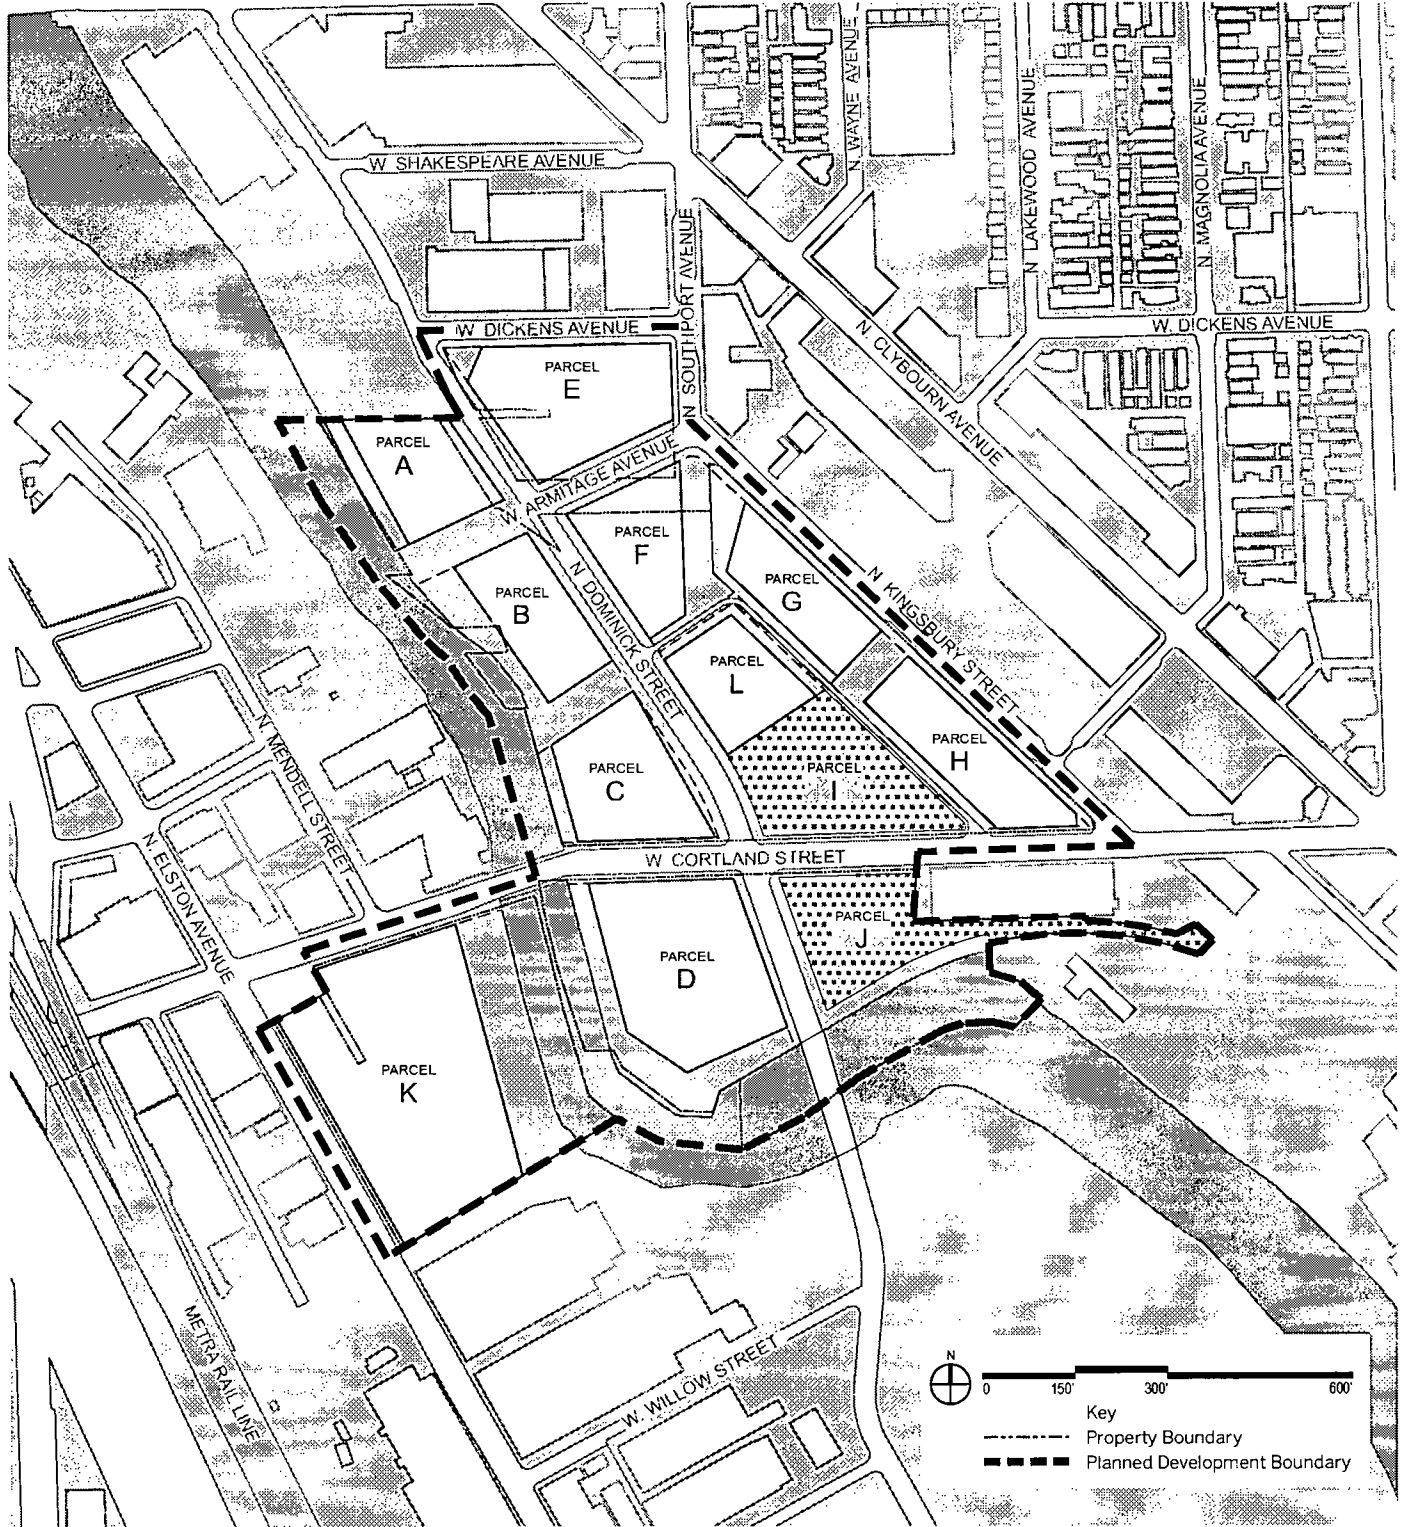 W. SHAKESPEARE AVENUE
N WAYNE AVENUE
N LAKEWOOD AVENUE
N MAGNOLIA AVENUE
N SOUTHPORT AVENUE
W. DICKENS AVENUE
W. DICKENS AVENUE
N CLYBOURN AVENUE
PARCEL
E
PARCEL
A
W ARMITAGE AVENUE
PARCEL
F
PARCEL
B
N DOMINICK STREET
PARCEL
G
N KINGSBURY STREET
PARCEL
L
PARCEL
H
PARCEL
I
PARCEL
C
N MENDELL STREET
N ELSTON AVENUE
W CORTLAND STREET
PARCEL
J
PARCEL
D
PARCEL
K
METRA RAIL LINE
W. WILLOW STREET
N
0 150' 300' 600'
Key
Property Boundary
Planned Development Boundary